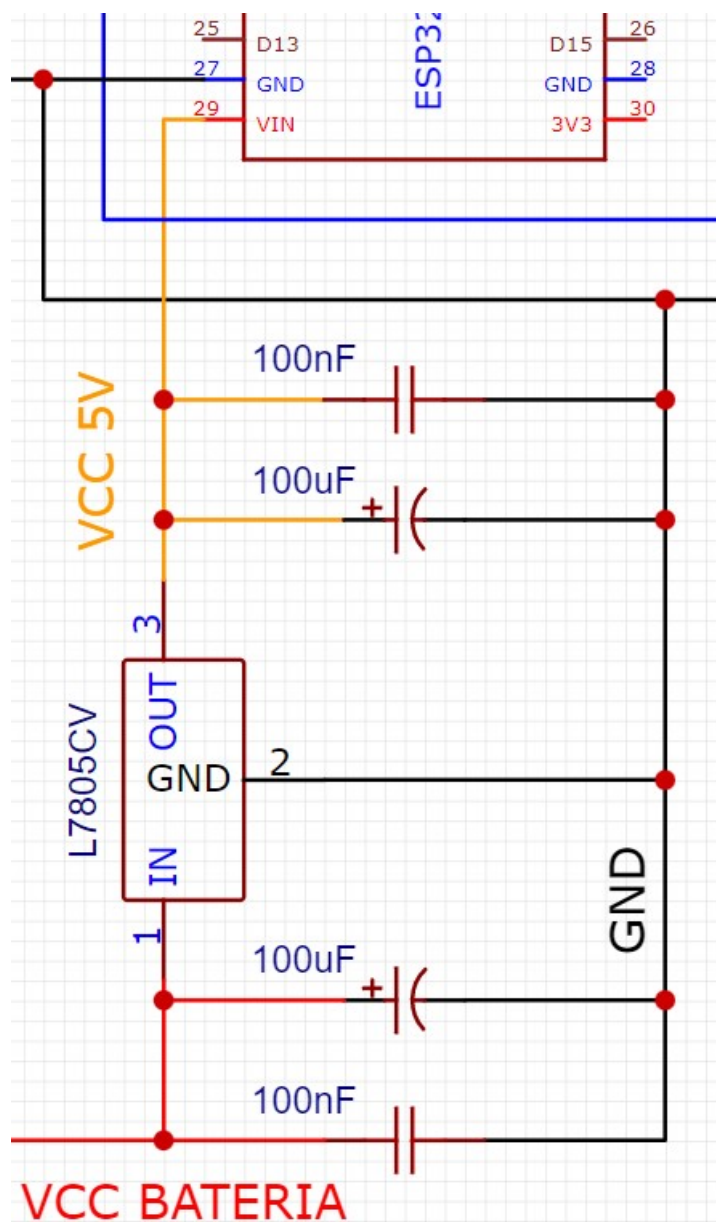 25
D13
D15
26
27
GND
GND
28
29
VIN
3V3
30
ESP32
100nF
VCC 5V
100uF
+
3
OUT
GND
2
L7805CV
IN
1
GND
100uF
+
100nF
VCC BATERIA